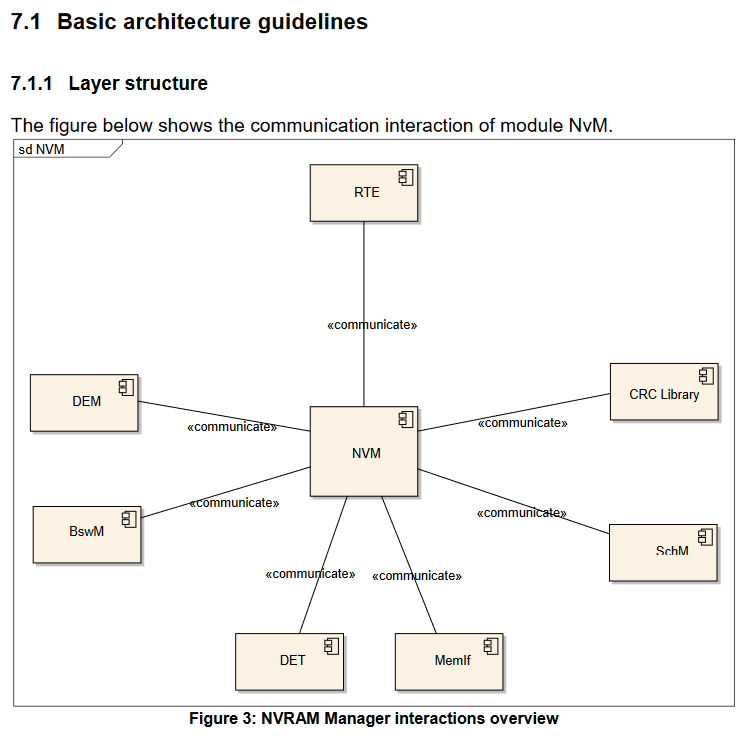 7.1 Basic architecture guidelines
7.1.1 Layer structure
The figure below shows the communication interaction of module NvM.
sd NVM
RTE
«communicate»
DEM
CRC Library
«communicate»
«communicate»
NVM
BswM
«communicate»
«communicate»
SchM
«communicate»
«communicate»
DET
MemIf
Figure 3: NVRAM Manager interactions overview